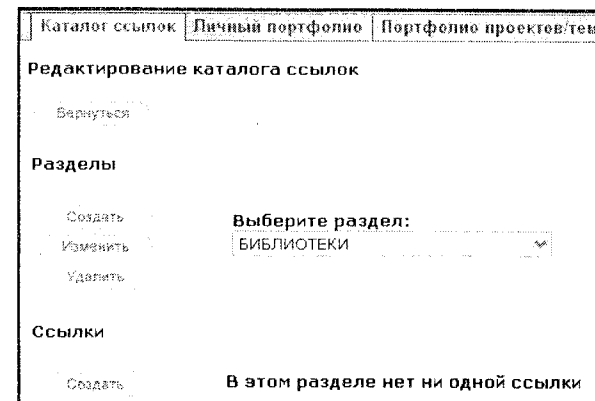 Каталог ссылок Личный портфолио Портфолио проектов/тем
Редактирование каталога ссылок
Вернуться
Разделы
Создать
Выберите раздел:
Изменить
БИБЛИОТЕКИ
Удалить
Ссылки
Создать
В этом разделе нет ни одной ссылки